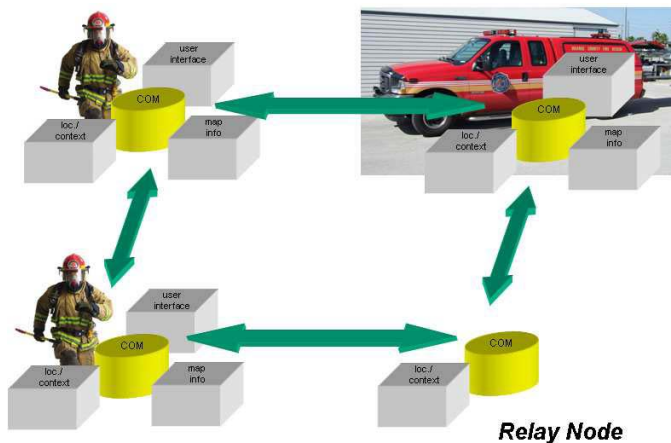 user
interface
COM
loc./
context
map
info
user
interface
COM
loc./
context
map
info
user
interface
COM
loc./
context
map
info
COM
loc./
context
Relay Node